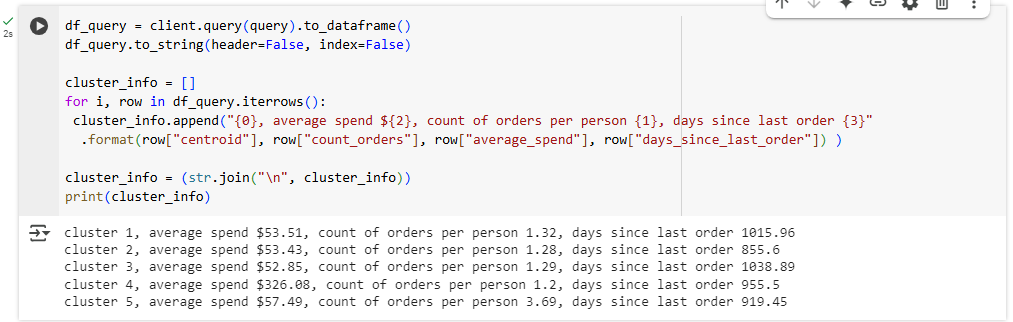 2s
df_query = client.query(query).to_dataframe()
df_query.to_string(header=False, index=False)
cluster_info = []
for i, row in df_query.iterrows():
cluster_info.append("{0}, average spend ${2}, count of orders per person {1}, days since last order {3}"
.format(row["centroid"], row["count_orders"], row["average_spend"], row["days_since_last_order"]) )
cluster_info = (str.join("\n", cluster_info))
print(cluster_info)
cluster 1, average spend $53.51, count of orders per person 1.32, days since last order 1015.96
cluster 2, average spend $53.43, count of orders per person 1.28, days since last order 855.6
cluster 3, average spend $52.85, count of orders per person 1.29, days since last order 1038.89
cluster 4, average spend $326.08, count of orders per person 1.2, days since last order 955.5
cluster 5, average spend $57.49, count of orders per person 3.69, days since last order 919.45